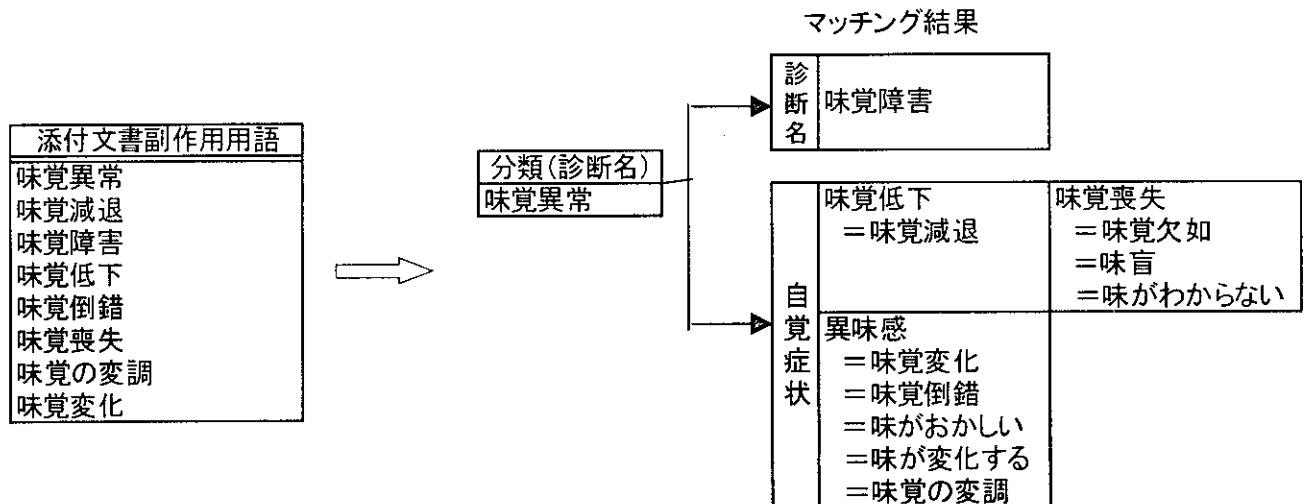 マッチング結果
添付文書副作用用語
味覚異常
味覚減退
味覚障害
味覚低下
味覚倒錯
味覚喪失
味覚の変調
味覚変化
分類(診断名)
味覚異常
診断名
味覚障害
自覚症状
味覚低下
＝味覚減退
味覚喪失
＝味覚欠如
＝味盲
＝味がわからない
異味感
＝味覚変化
＝味覚倒錯
＝味がおかしい
＝味が変化する
＝味覚の変調